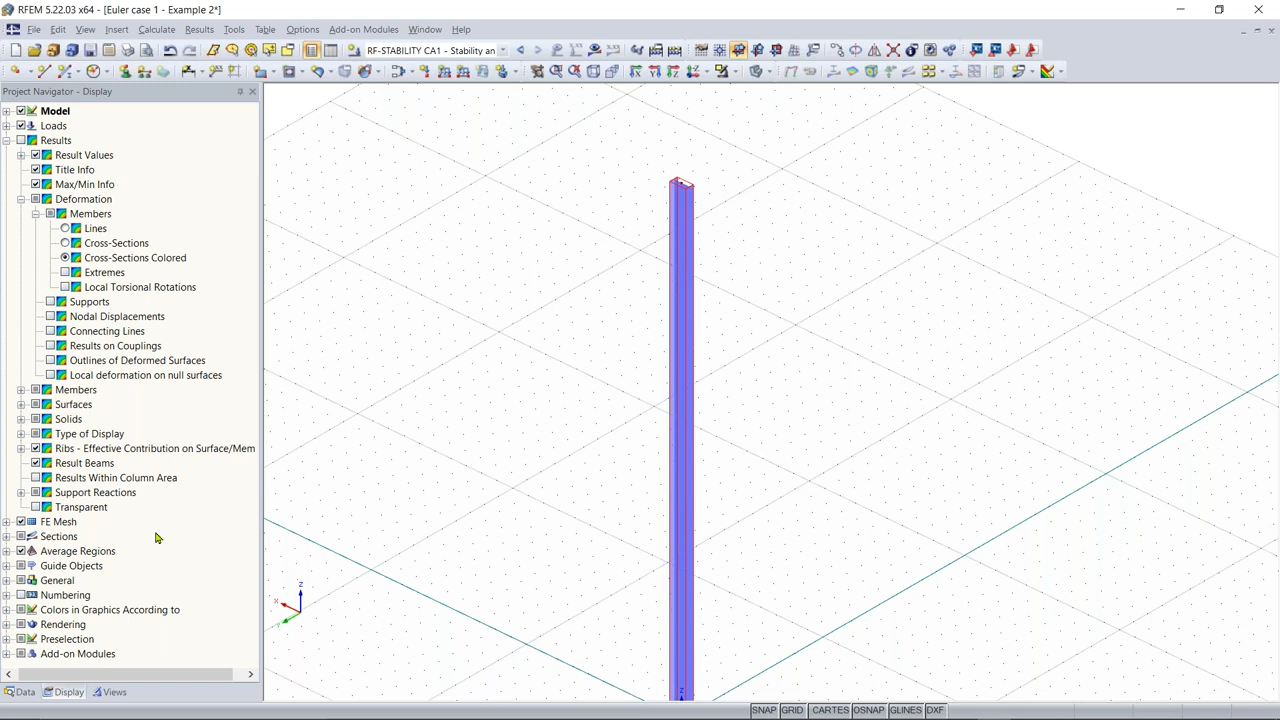 RFEM 5.22.03 x64 - [Euler case 1 - Example 2*]
File Edit View Insert Calculate Results Tools Table Options Add-on Modules Window Help
RF-STABILITY CA1 - Stability an
Project Navigator - Display
Model
Loads
Results
Result Values
Title Info
Max/Min Info
Deformation
Members
Lines
Cross-Sections
Cross-Sections Colored
Extremes
Local Torsional Rotations
Supports
Nodal Displacements
Connecting Lines
Results on Couplings
Outlines of Deformed Surfaces
Local deformation on null surfaces
Members
Surfaces
Solids
Type of Display
Ribs - Effective Contribution on Surface/Mem
Result Beams
Results Within Column Area
Support Reactions
Transparent
FE Mesh
Sections
Average Regions
Guide Objects
General
Numbering
Colors in Graphics According to
Rendering
Preselection
Add-on Modules
Data Display Views
Z
X
Y
Z
SNAP GRID CARTES OSNAP GLINES DXF